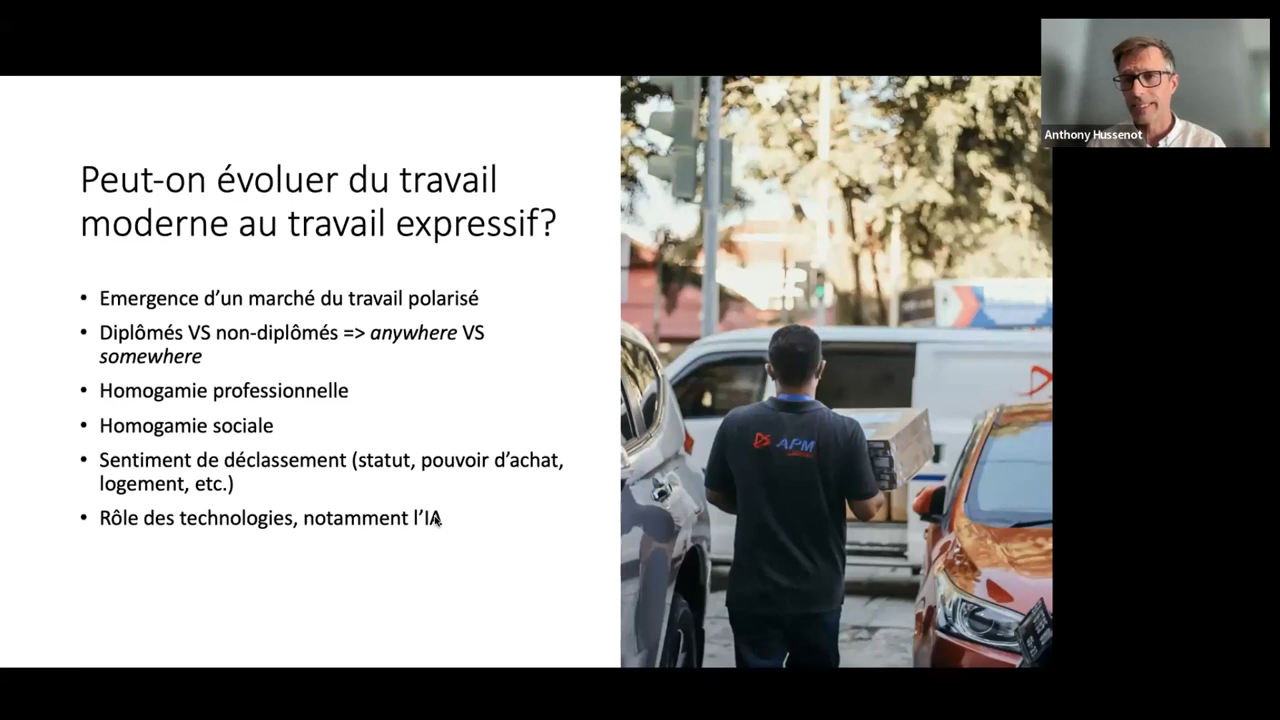 Peut-on évoluer du travail
moderne au travail expressif?
• Emergence d’un marché du travail polarisé
• Diplômés VS non-diplômés => anywhere VS
somewhere
• Homogamie professionnelle
• Homogamie sociale
• Sentiment de déclassement (statut, pouvoir d’achat,
logement, etc.)
• Rôle des technologies, notamment l’IA
APM
Anthony Hussenot